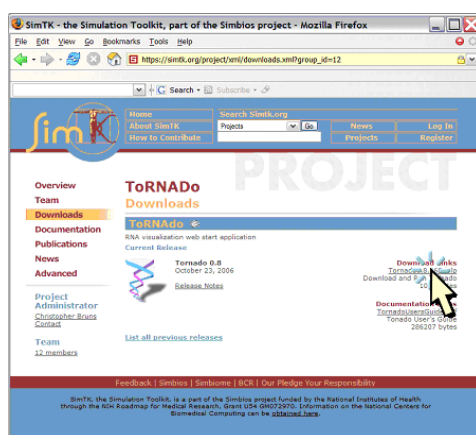 SimTK - the Simulation Toolkit, part of the Simbios project - Mozilla Firefox
File Edit View Go Bookmarks Tools Help
https://simtk.org/project/xml/downloads.xml?group_id=12
Search Subscribe
SimTK
Home
About SimTK
How to Contribute
Search Simtk.org
Projects Go
News
Projects
Log In
Register
PROJECT
Overview
Team
Downloads
Documentation
Publications
News
Advanced
Project
Administrator
Christopher Bruns
Contact
Team
12 members
ToRNADo
Downloads
ToRNAdo
RNA visualization web start application
Current Release
Tornado 0.8
October 23, 2006
Release Notes
Download Links
Download and
Documentation
TornadoUsersGuide
Tonado User's Guide
286207 bytes
List all previous releases
Feedback | Simbios | Simbiome | BCR | Our Pledge Your Responsibility
SimTK, the Simulation Toolkit, is a part of the Simbios project funded by the National Institutes of Health
through the NIH Roadmap for Medical Research, Grant U54 GM072970. Information on the National Centers for
Biomedical Computing can be obtained here.